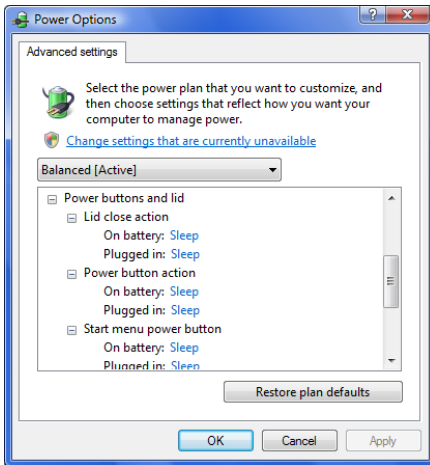 Power Options
Advanced settings
Select the power plan that you want to customize, and
then choose settings that reflect how you want your
computer to manage power.
Change settings that are currently unavailable
Balanced [Active]
Power buttons and lid
Lid close action
On battery: Sleep
Plugged in: Sleep
Power button action
On battery: Sleep
Plugged in: Sleep
Start menu power button
On battery: Sleep
Plugged in: Sleep
Restore plan defaults
OK Cancel Apply